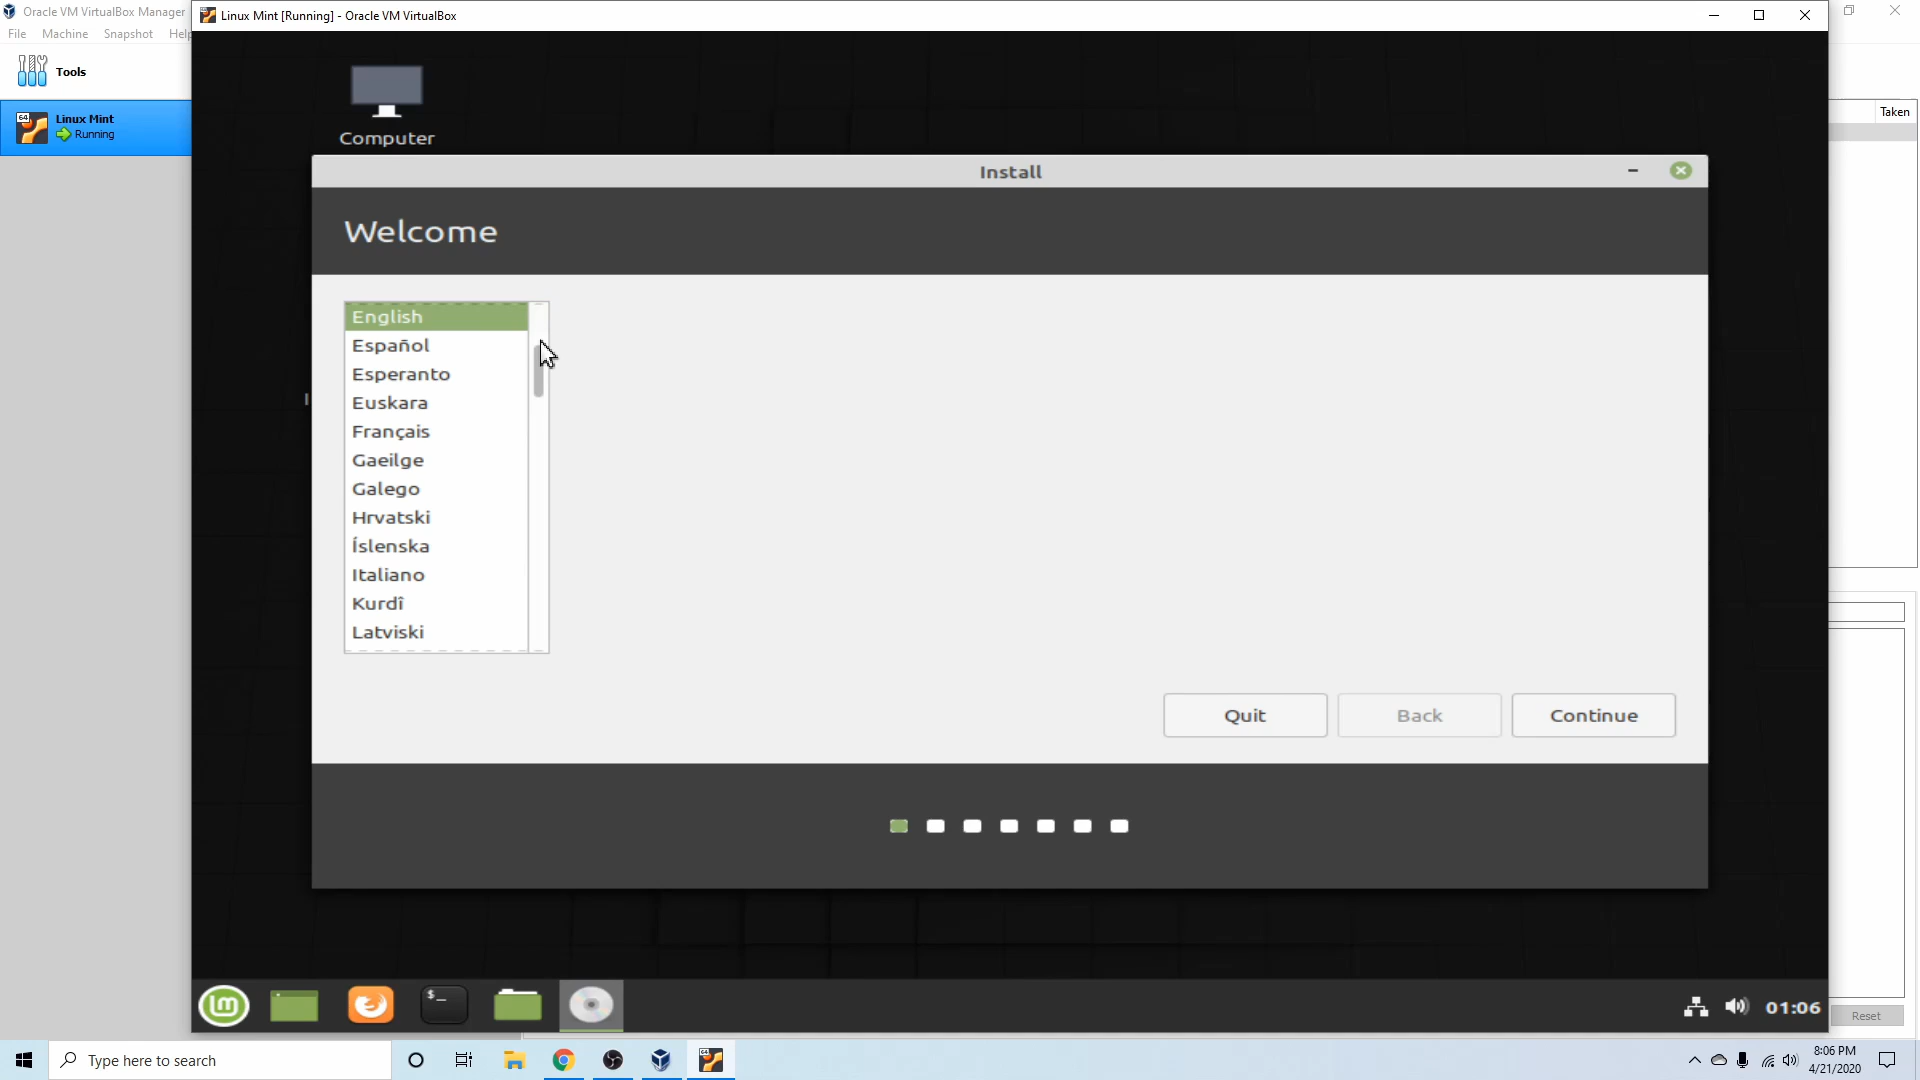 Oracle VM VirtualBox Manager
File Machine Snapshot Help
Tools
64
Linux Mint
Running
Linux Mint [Running] - Oracle VM VirtualBox
Computer
Install
Welcome
English
Español
Esperanto
Euskara
Français
Gaeilge
Galego
Hrvatski
Íslenska
Italiano
Kurdî
Latviski
Quit Back Continue
Taken
Reset
$_
01:06
Type here to search
8:06 PM
4/21/2020